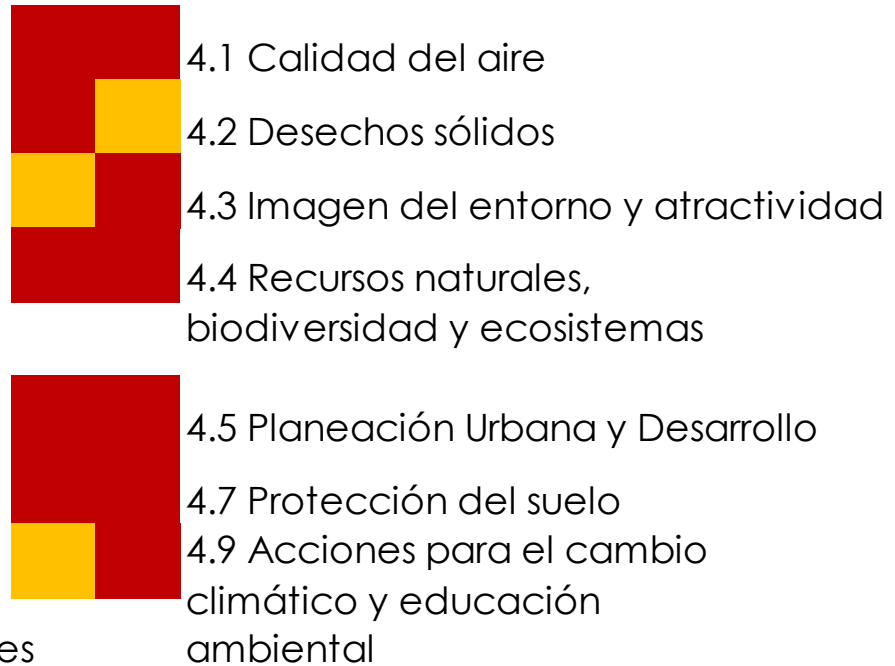 4.1 Calidad del aire
4.2 Desechos sólidos
4.3 Imagen del entorno y atractividad
4.4 Recursos naturales,
biodiversidad y ecosistemas
4.5 Planeación Urbana y Desarrollo
4.7 Protección del suelo
4.9 Acciones para el cambio
climático y educación
es ambiental